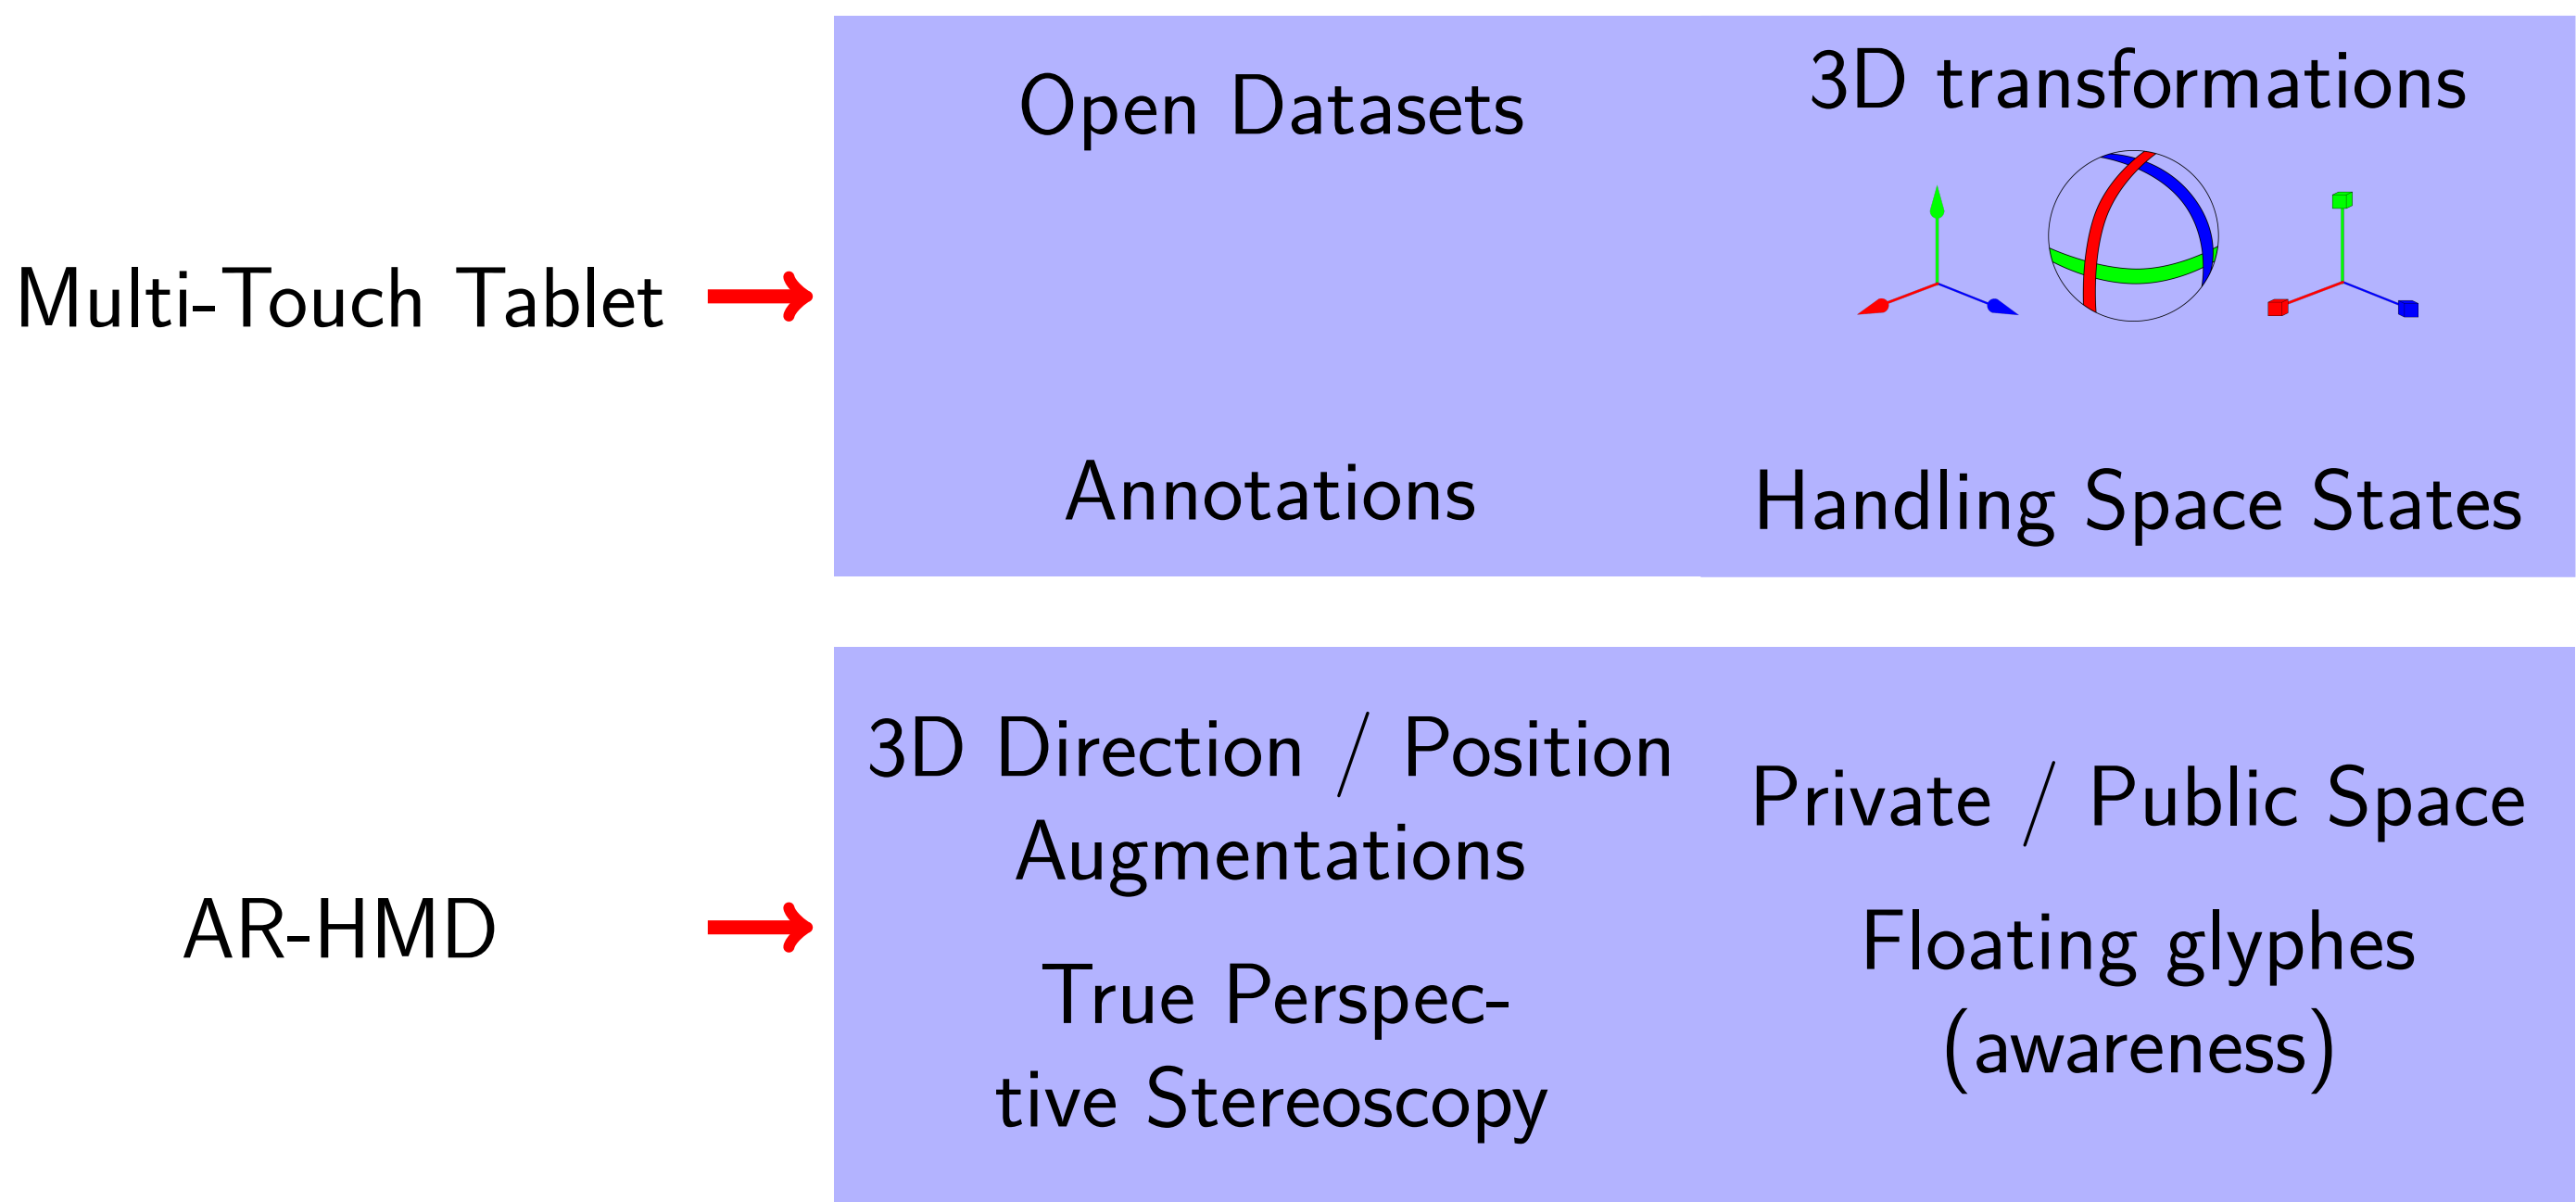 Multi-Touch Tablet
Open Datasets
3D transformations
Annotations
Handling Space States
AR-HMD
3D Direction / Position
Augmentations
True Perspec-
tive Stereoscopy
Private / Public Space
Floating glyphes
(awareness)